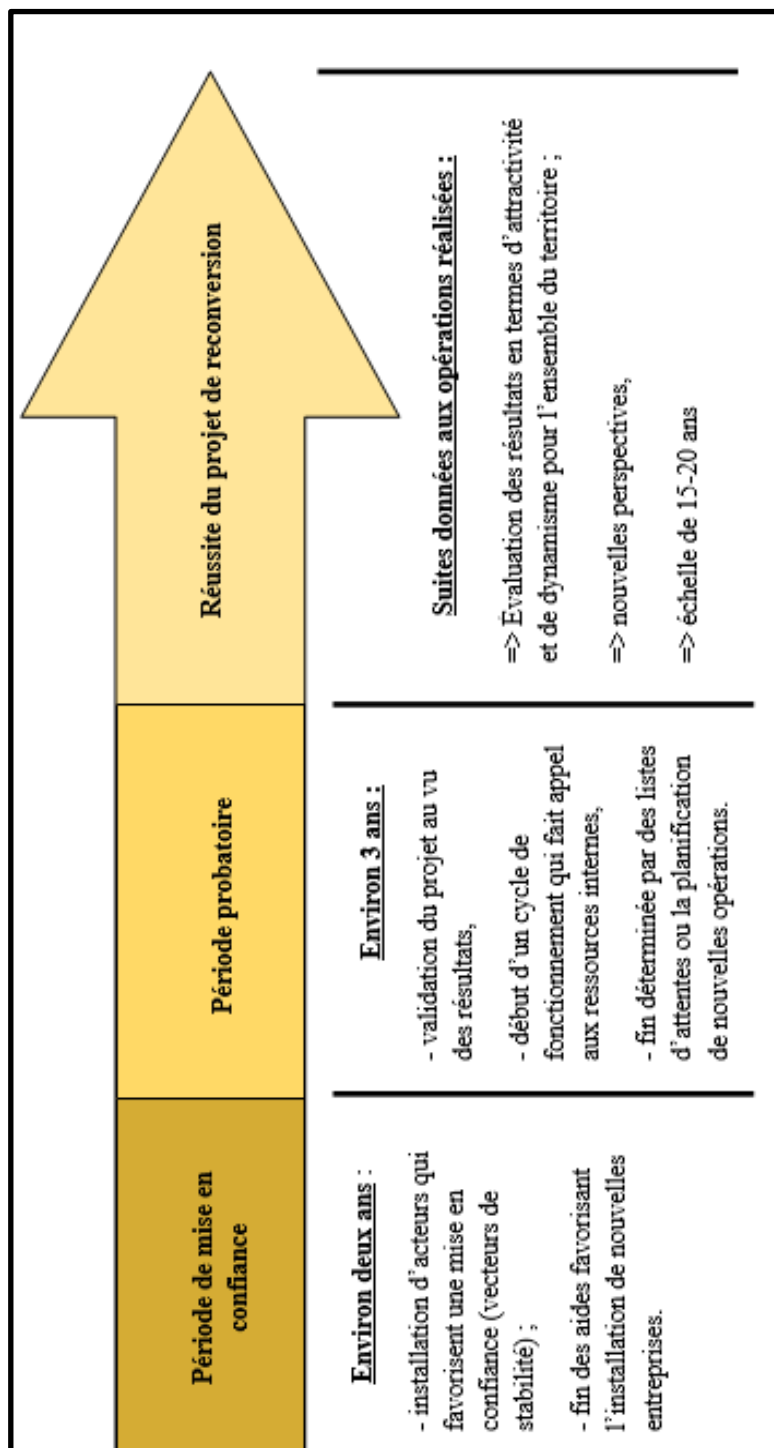 Période de mise en
confiance
Période probatoire
Réussite du projet de reconversion
Environ deux ans :
- installation d’acteurs qui
favorisent une mise en
confiance (vecteurs de
stabilité) ;
- fin des aides favorisant
l’installation de nouvelles
entreprises.
Environ 3 ans :
- validation du projet au vu
des résultats,
- début d’un cycle de
fonctionnement qui fait appel
aux ressources internes,
- fin déterminée par des listes
d’attentes ou la planification
de nouvelles opérations.
Suites données aux opérations réalisées :
=> Évaluation des résultats en termes d’attractivité
et de dynamisme pour l’ensemble du territoire ;
=> nouvelles perspectives,
=> échelle de 15-20 ans